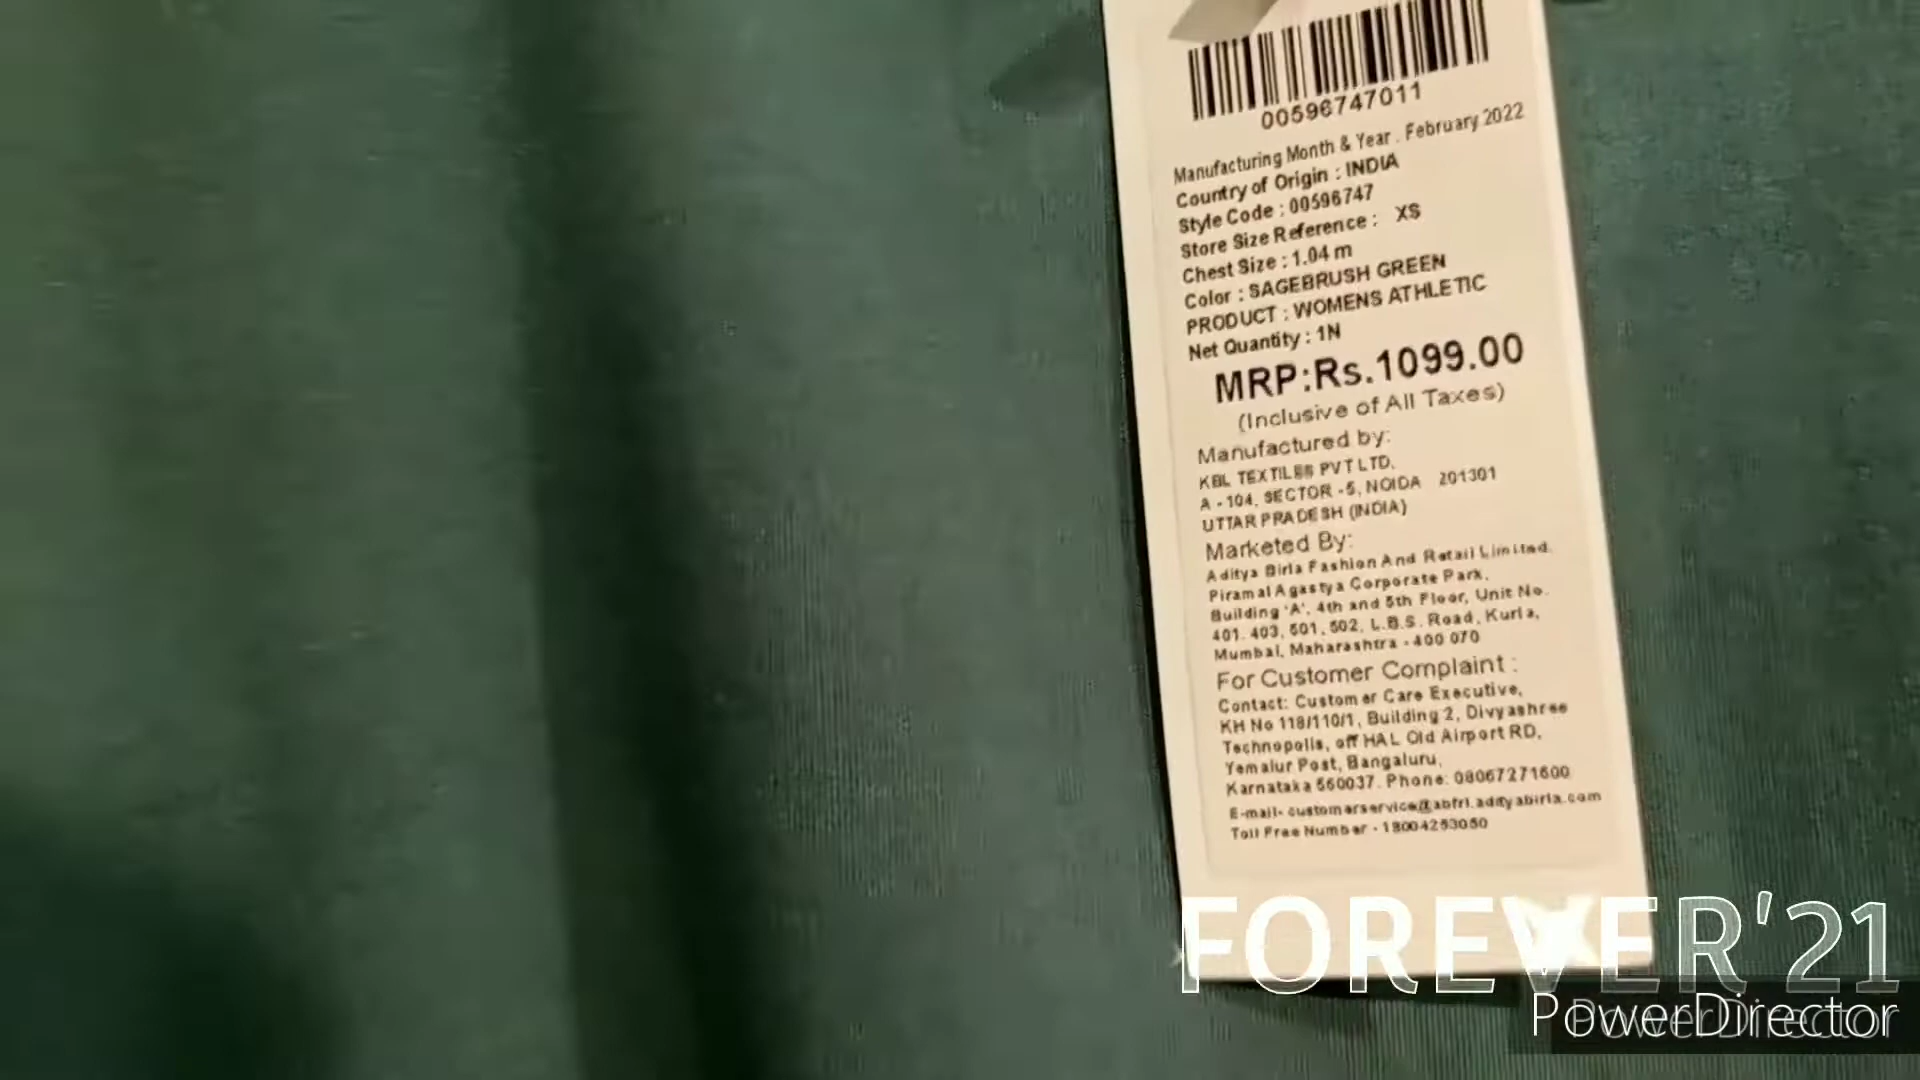 00596747011
Manufacturing Month & Year . February 2022
Country of Origin : INDIA
Style Code : 00596747
Store Size Reference : XS
Chest Size : 1.04 m
Color : SAGEBRUSH GREEN
PRODUCT : WOMENS ATHLETIC
Net Quantity : 1N
MRP:Rs.1099.00
(Inclusive of All Taxes)
Manufactured by:
KBL TEXTILES PVT LTD.
A - 104, SECTOR -5, NOIDA 201301
UTTAR PRADESH (INDIA)
Marketed By:
Aditya Birla Fashion And Retail Limited.
Piramal Agastya Corporate Park,
Building 'A', 4th and 5th Floor, Unit No.
401, 403, 501, 502, L.B.S. Road, Kurla,
Mumbai, Maharashtra - 400 070
For Customer Complaint :
Contact: Customer Care Executive,
KH No 118/110/1, Building 2, Divyashree
Technopolis, off HAL Old Airport RD,
Yemalur Post, Bangaluru,
Karnataka 560037. Phone: 08067271600
E-mail- customerservice@abfrl.adityabirla.com
Toll Free Number - 18004253050
FOREVER'21
PowerDirector